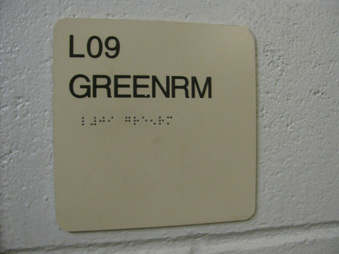 L09
GREENRM
⠇⠼⠚⠊ ⠛⠗⠑⠢⠗⠍